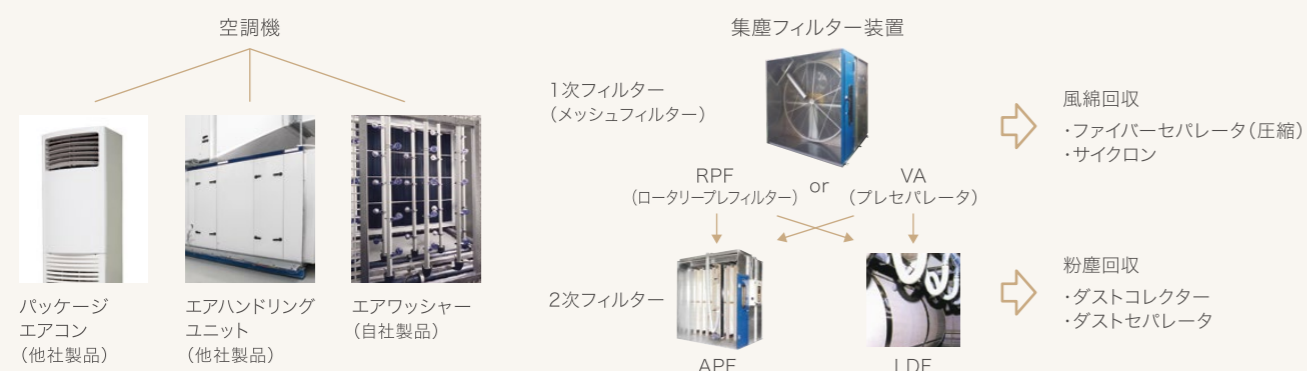 空調機
パッケージ
エアコン
(他社製品)
エアハンドリング
ユニット
(他社製品)
エアワッシャー
(自社製品)
集塵フィルター装置
1次フィルター
(メッシュフィルター)
RPF
(ロータリープレフィルター)
or
VA
(プレセパレータ)
2次フィルター
APF
LDF
風綿回収
・ファイバーセパレータ(圧縮)
・サイクロン
粉塵回収
・ダストコレクター
・ダストセパレータ